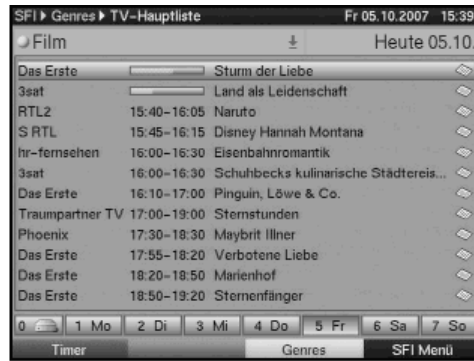 SFI ▶ Genres ▶ TV-Hauptliste Fr 05.10.2007 15:39
Film Heute 05.10.
Das Erste Sturm der Liebe
3sat Land als Leidenschaft
RTL2 15:40-16:05 Naruto
S RTL 15:45-16:15 Disney Hannah Montana
hr-fernsehen 16:00-16:30 Eisenbahnromantik
3sat 16:00-16:30 Schuhbecks kulinarische Städtereis...
Das Erste 16:10-17:00 Pinguin, Löwe & Co.
Traumpartner TV 17:00-19:00 Sternstunden
Phoenix 17:30-18:30 Maybrit Illner
Das Erste 17:55-18:20 Verbotene Liebe
Das Erste 18:20-18:50 Marienhof
Das Erste 18:50-19:20 Sternenfänger
0 1 Mo 2 Di 3 Mi 4 Do 5 Fr 6 Sa 7 So
Timer Genres SFI Menü